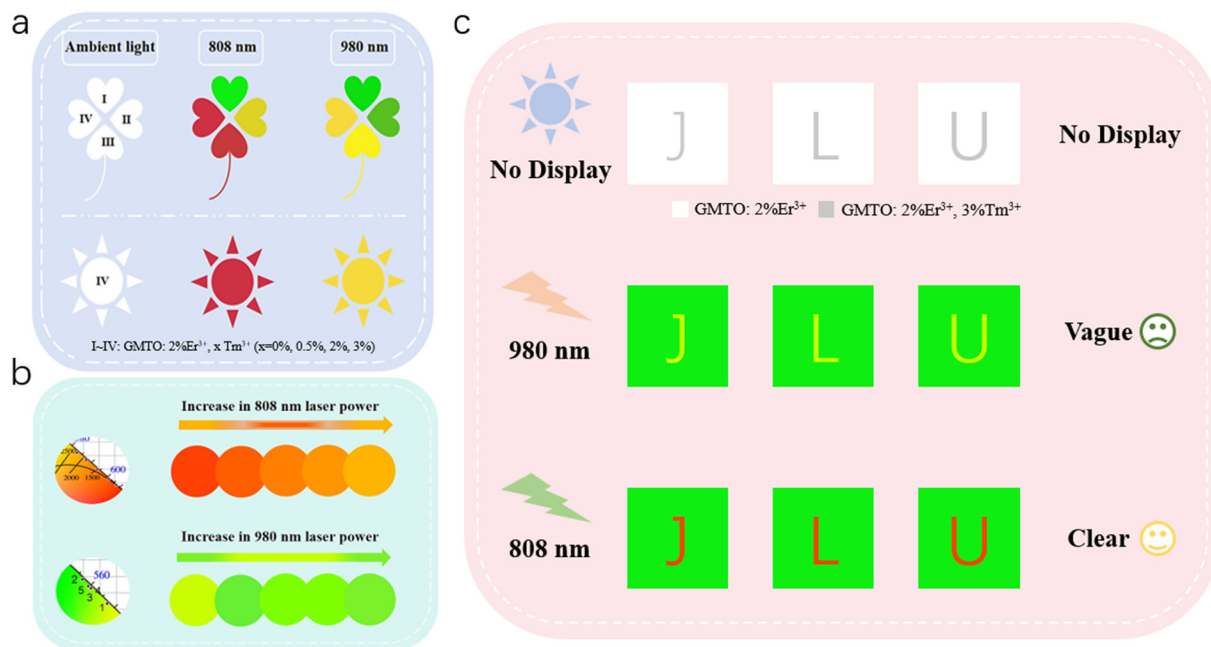 a
Ambient light
808 nm
980 nm
I
IV
II
III
IV
I~IV: GMTO: 2%Er³⁺, x Tm³⁺ (x=0%, 0.5%, 2%, 3%)
b
Increase in 808 nm laser power
2500
2000
1500
600
Increase in 980 nm laser power
560
2
5
3
4
1
c
J
L
U
No Display
No Display
GMTO: 2%Er³⁺
GMTO: 2%Er³⁺, 3%Tm³⁺
980 nm
J
L
U
Vague
808 nm
J
L
U
Clear